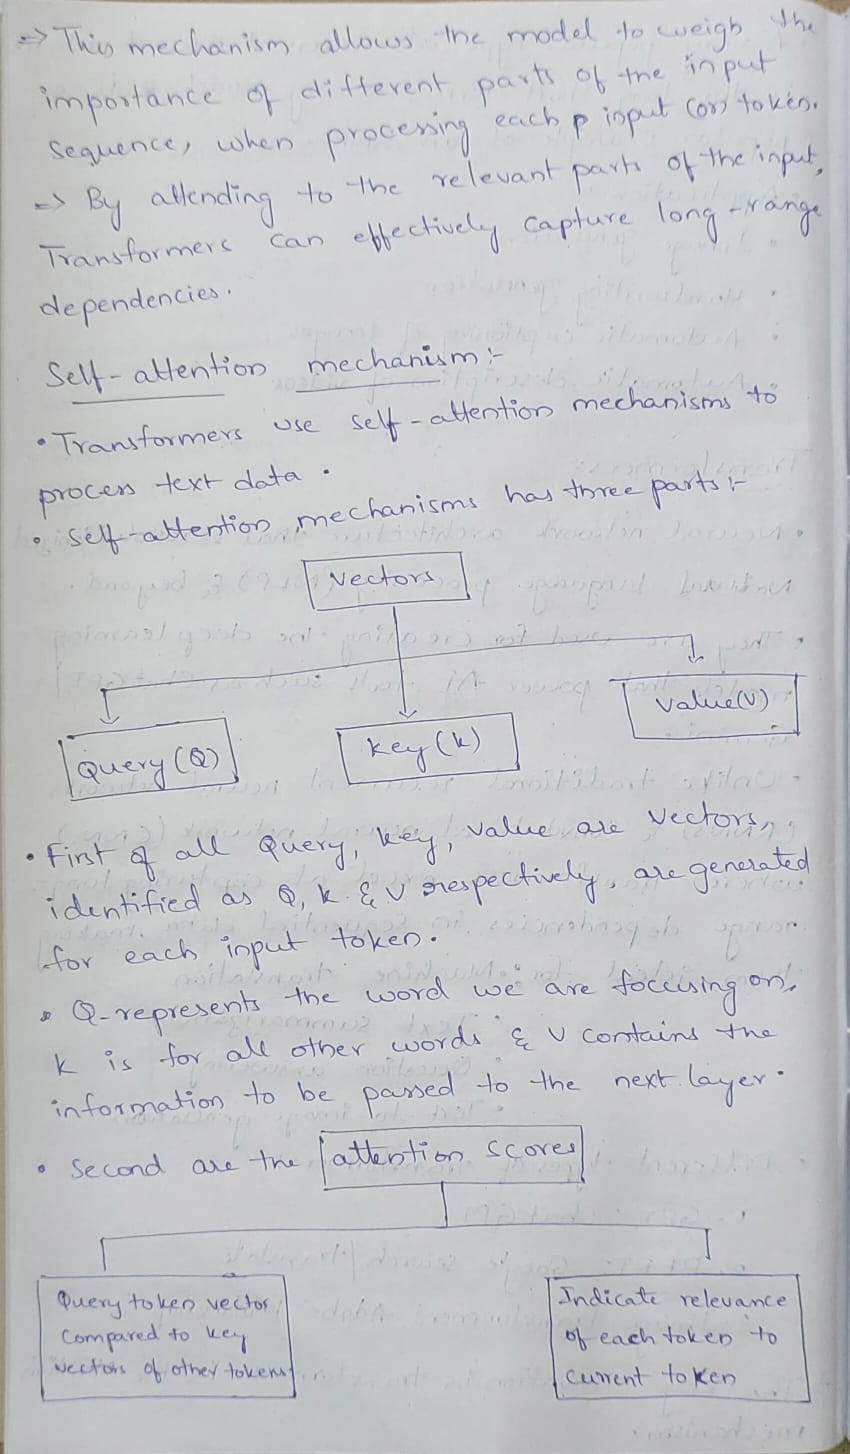 => This mechanism allows the model to weigh the
importance of different parts of the input
sequence, when processing each p input (or) token.
=> By attending to the relevant parts of the input,
Transformers can effectively capture long-range
dependencies.
Self-attention mechanism:-
• Transformers use self-attention mechanisms to
process text data.
• Self-attention mechanisms has three parts:-
Vectors
Query(Q)
Key(k)
Value(V)
• First of all Query, key, value are vectors,
identified as Q, k & V respectively, are generated
for each input token.
• Q-represents the word we are focusing on,
k is for all other words & V contains the
information to be passed to the next layer.
• Second are the attention scores
Query token vector
compared to key
vectors of other tokens
Indicate relevance
of each token to
current token